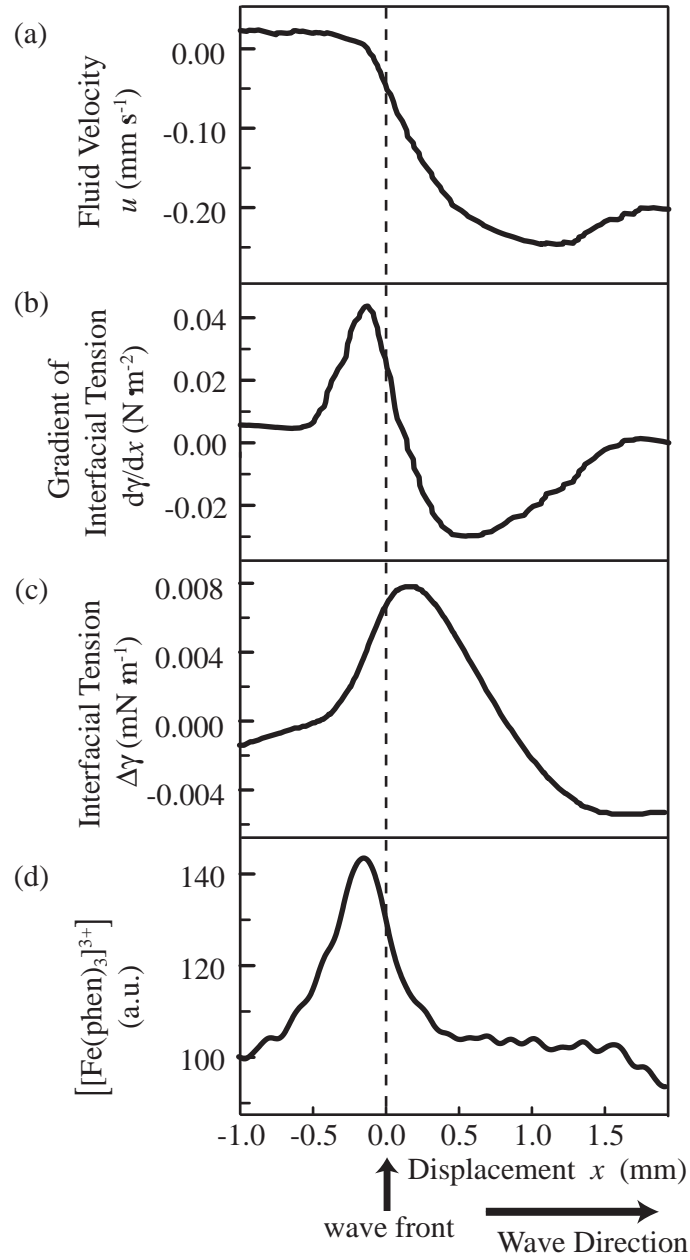 (a)
Fluid Velocity
u (mm s-1)
0.00
-0.10
-0.20
(b)
Gradient of
Interfacial Tension
dγ/dx (N·m-2)
0.04
0.02
0.00
-0.02
(c)
Interfacial Tension
Δγ (mN·m-1)
0.008
0.004
0.000
-0.004
(d)
[[Fe(phen)3]3+]
(a.u.)
140
120
100
-1.0 -0.5 0.0 0.5 1.0 1.5
Displacement x (mm)
wave front
Wave Direction